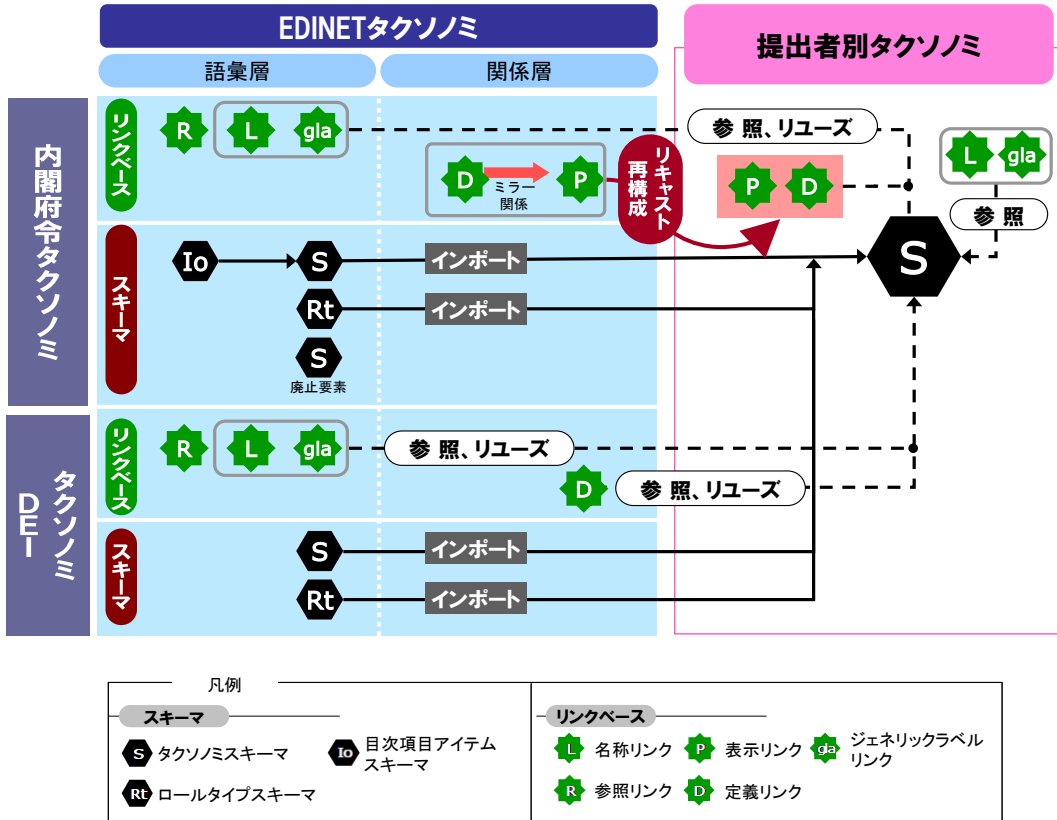 EDINETタクソノミ
提出者別タクソノミ
語彙層
関係層
内閣府令タクソノミ
リンクベース
R
L
gla
参照、リユーズ
L
gla
D
ミラー
関係
P
リキャスト
再構成
P
D
参照
S
スキーマ
Io
S
インポート
Rt
インポート
S
廃止要素
DEI
タクソノミ
リンクベース
R
L
gla
参照、リユーズ
D
参照、リユーズ
スキーマ
S
インポート
Rt
インポート
凡例
スキーマ
S
タクソノミスキーマ
Io
目次項目アイテム
スキーマ
Rt
ロールタイプスキーマ
リンクベース
L
名称リンク
P
表示リンク
gla
ジェネリックラベル
リンク
R
参照リンク
D
定義リンク